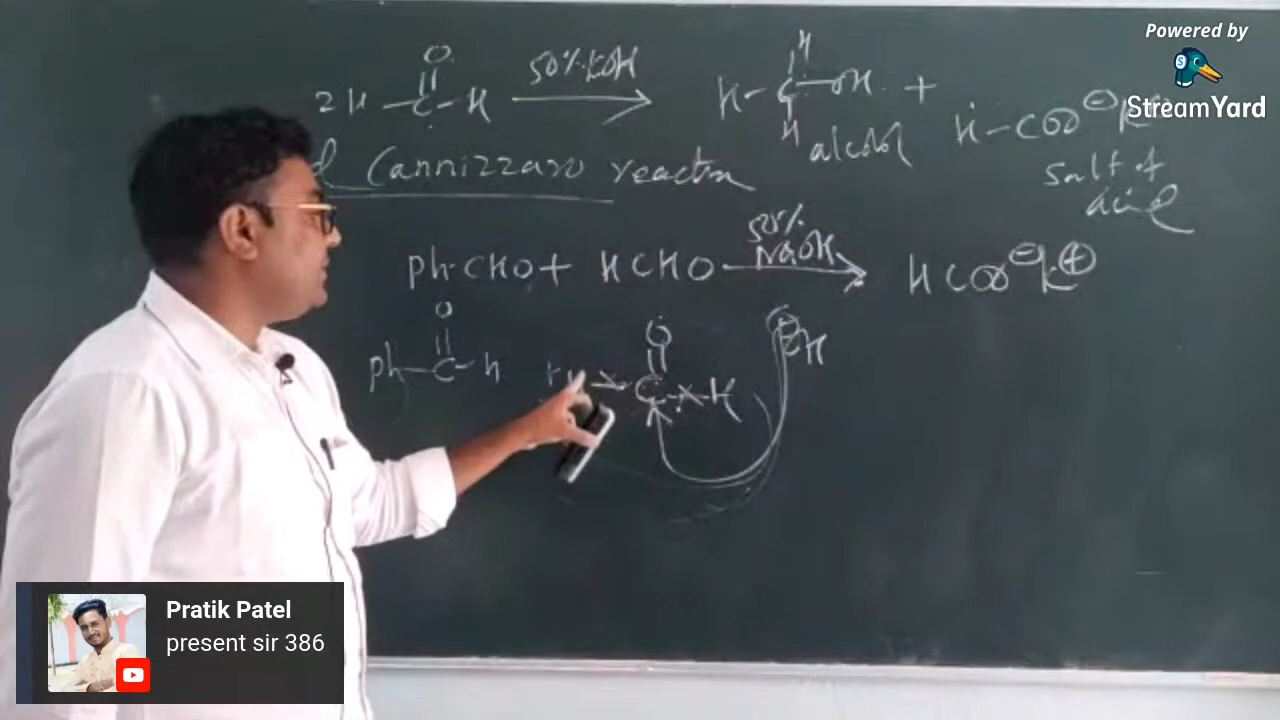 Powered by
StreamYard
O
2 H – C – H 50% KOH → H – C – OH + H – COO⊖ K
H
H
alcohol
salt of
acid
Cannizzaro reaction
Ph-CHO + HCHO 50% NaOH → HCOO⊖ K⊕
O
Ph – C – H
O
C H
⊖
H
Pratik Patel
present sir 386